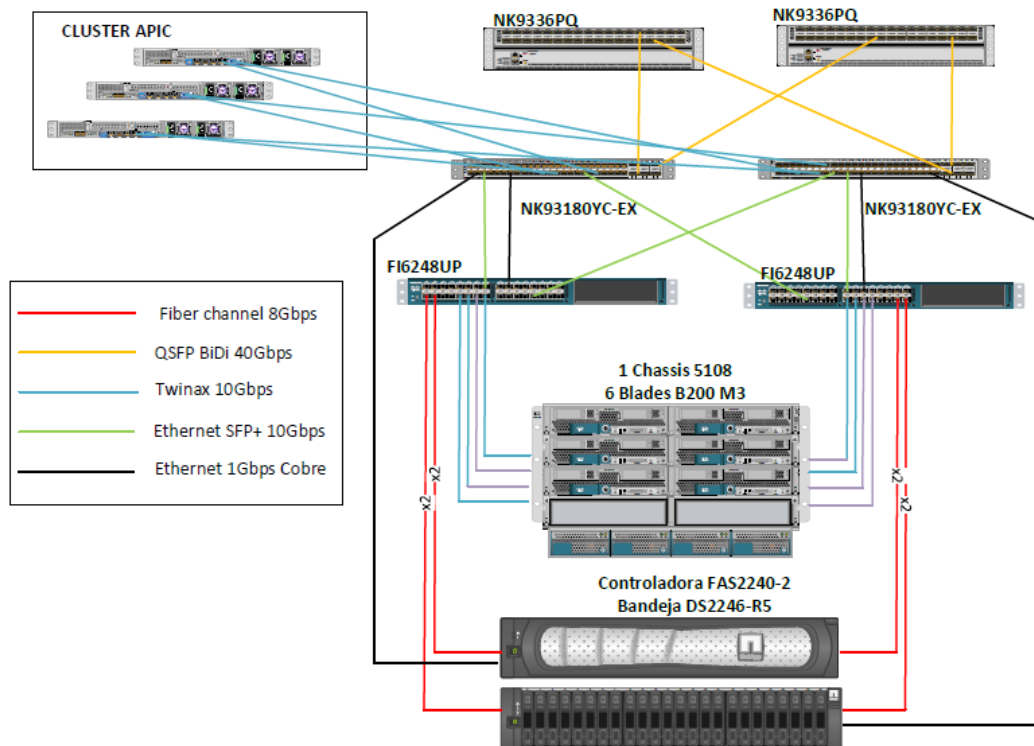 CLUSTER APIC
NK9336PQ
NK9336PQ
NK93180YC-EX
NK93180YC-EX
FI6248UP
FI6248UP
Fiber channel 8Gbps
QSFP BiDi 40Gbps
Twinax 10Gbps
Ethernet SFP+ 10Gbps
Ethernet 1Gbps Cobre
1 Chassis 5108
6 Blades B200 M3
x2
x2
x2
x2
Controladora FAS2240-2
Bandeja DS2246-R5